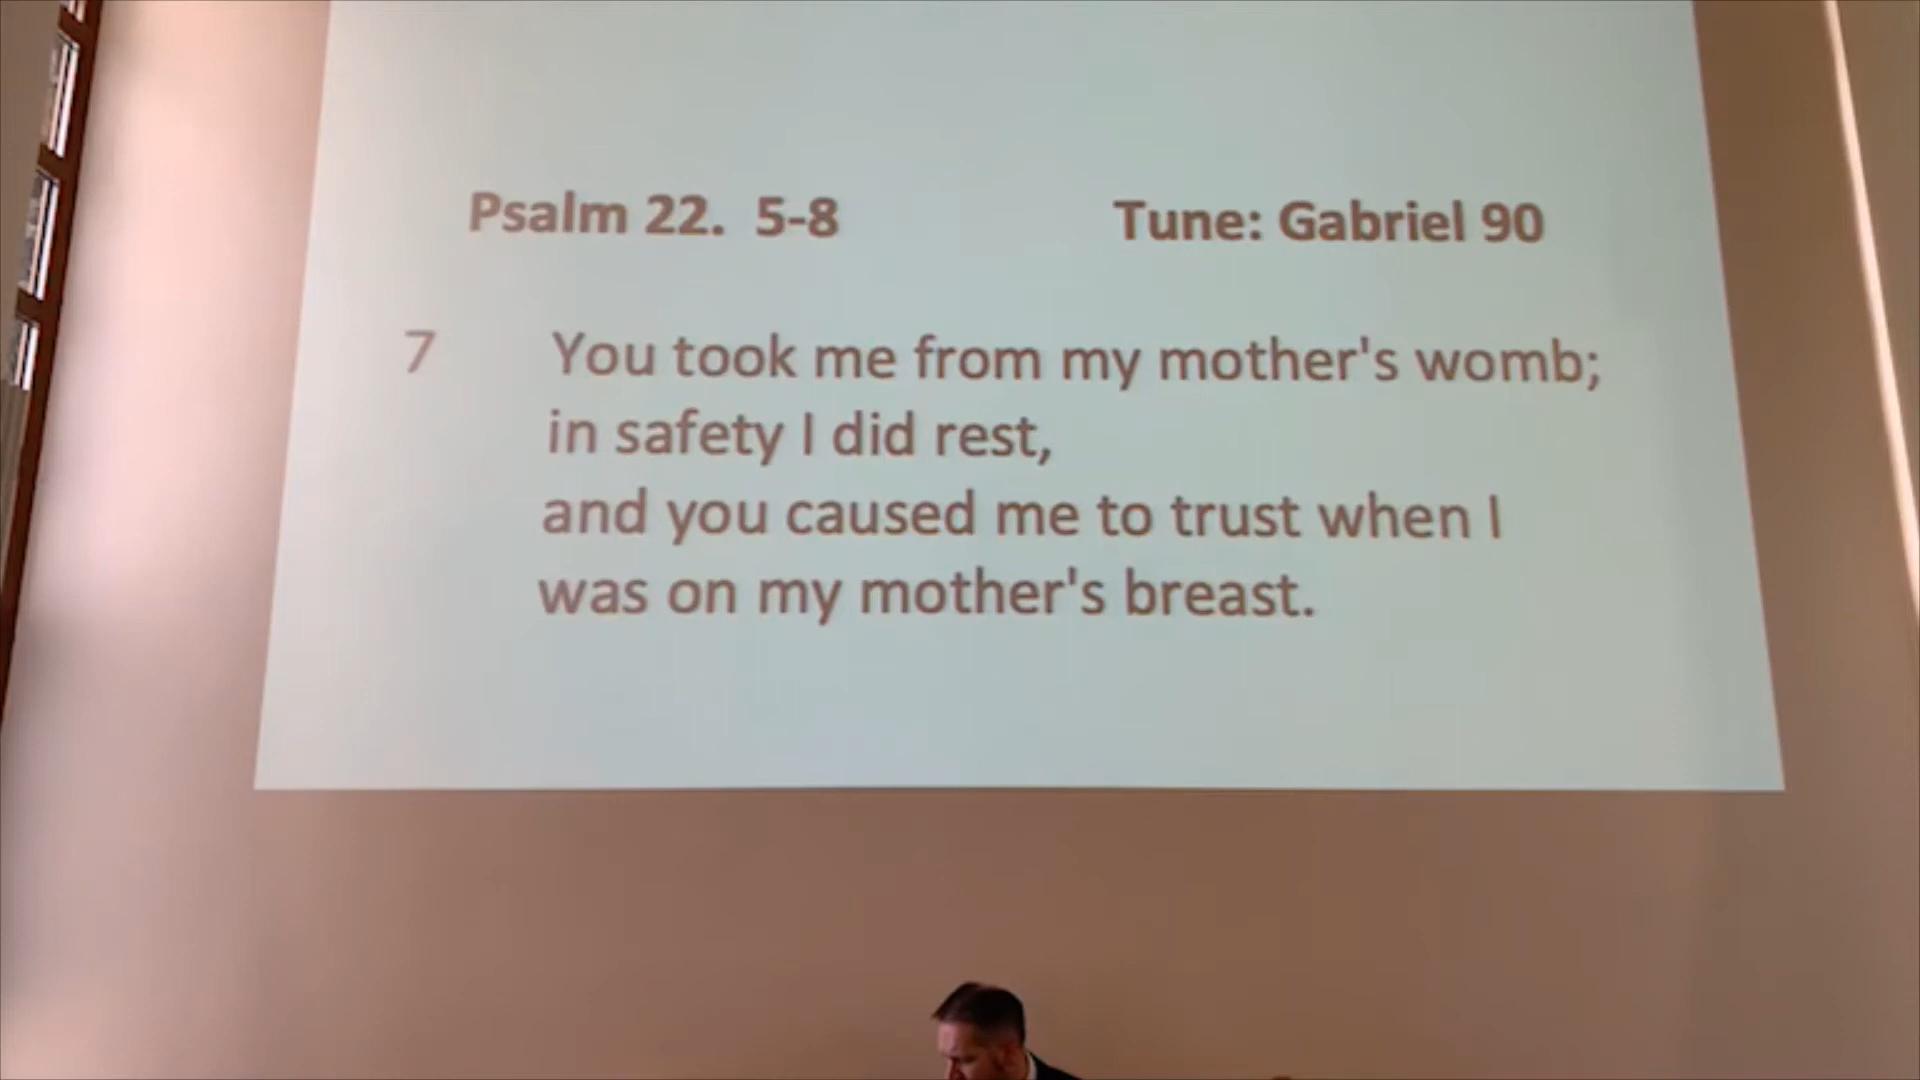 Psalm 22. 5-8 Tune: Gabriel 90
7 You took me from my mother's womb;
in safety I did rest,
and you caused me to trust when I
was on my mother's breast.